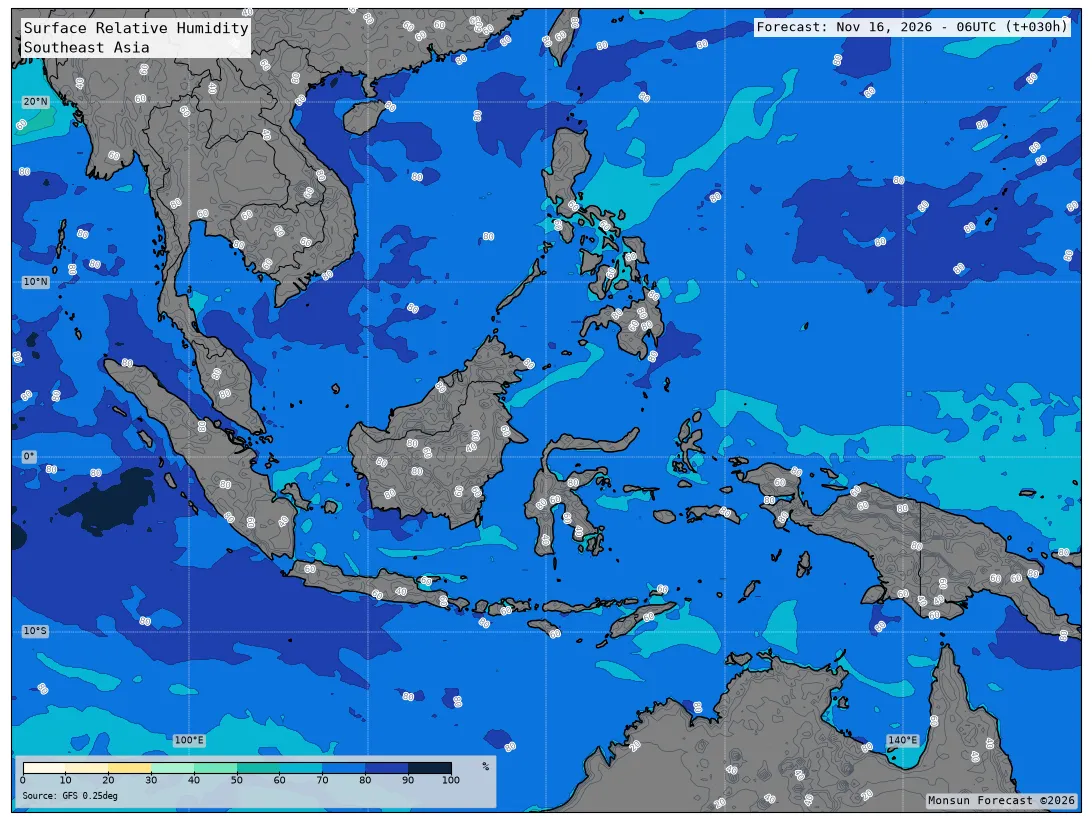 Surface Relative Humidity
Southeast Asia
Forecast: Nov 16, 2026 - 06UTC (t+030h)
20°N
10°N
0°
10°S
100°E
140°E
10 20 30 40 50 60 70 80 90 100
%
Source: GFS 0.25deg
Monsun Forecast ©2026